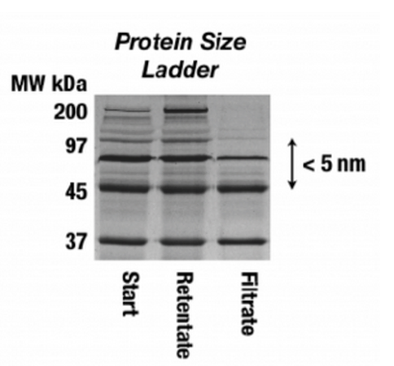 Protein Size
Ladder
MW kDa
200
97
45
37
< 5 nm
Start
Retentate
Filtrate